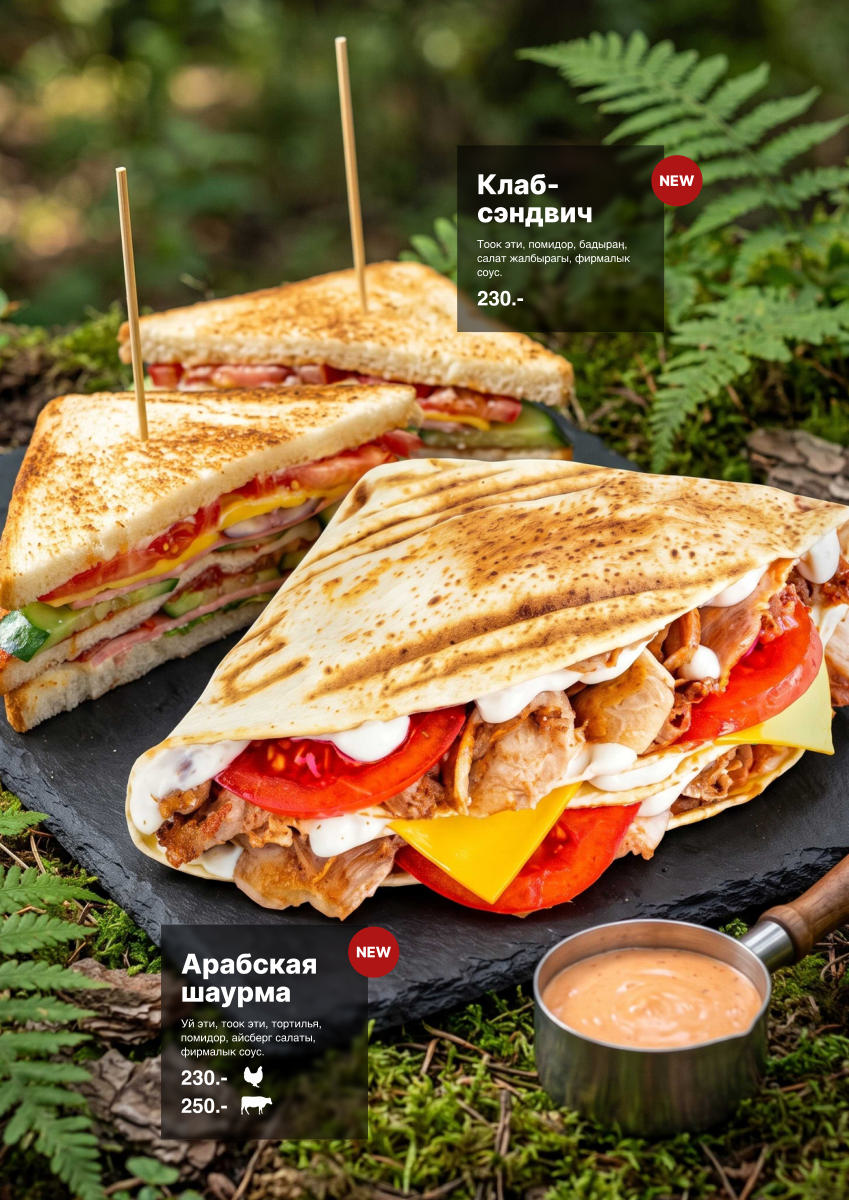 Клаб-
сэндвич
NEW
Тоок эти, помидор, бадыраң,
салат жалбырагы, фирмалык
соус.
230.-
Арабская
шаурма
NEW
Уй эти, тоок эти, тортилья,
помидор, айсберг салаты,
фирмалык соус.
230.-
250.-